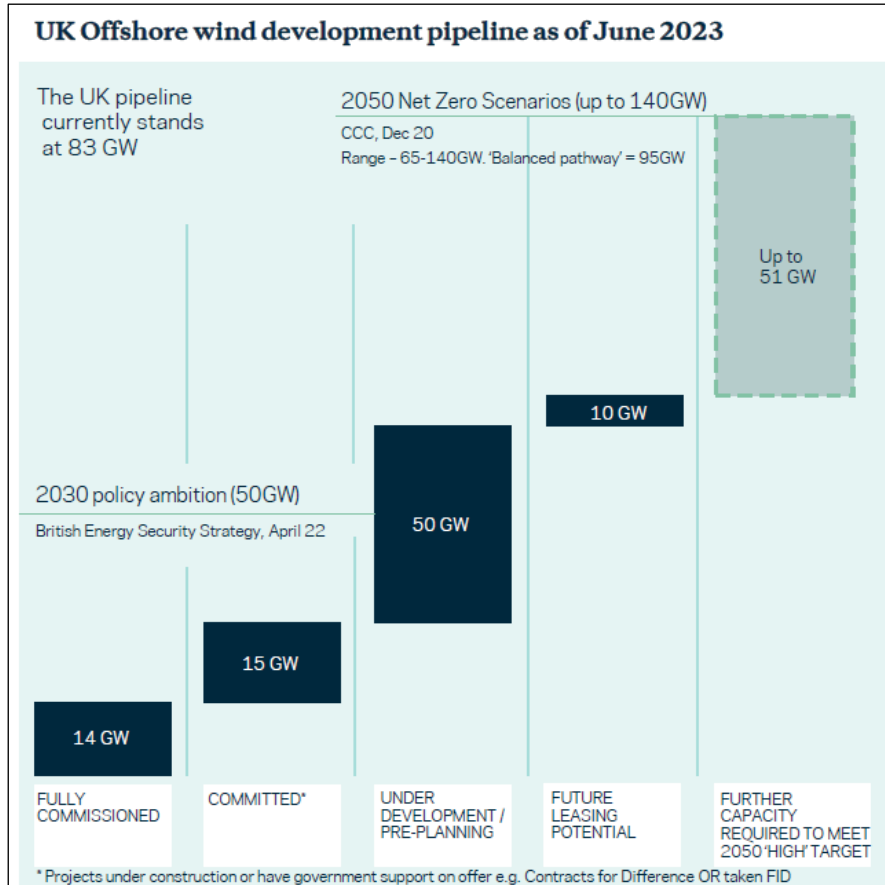 UK Offshore wind development pipeline as of June 2023
The UK pipeline
currently stands
at 83 GW
2050 Net Zero Scenarios (up to 140GW)
CCC, Dec 20
Range – 65-140GW. ‘Balanced pathway’ = 95GW
Up to
51 GW
10 GW
2030 policy ambition (50GW)
British Energy Security Strategy, April 22
50 GW
15 GW
14 GW
FULLY
COMMISSIONED
COMMITTED*
UNDER
DEVELOPMENT /
PRE-PLANNING
FUTURE
LEASING
POTENTIAL
FURTHER
CAPACITY
REQUIRED TO MEET
2050 ‘HIGH’ TARGET
* Projects under construction or have government support on offer e.g. Contracts for Difference OR taken FID